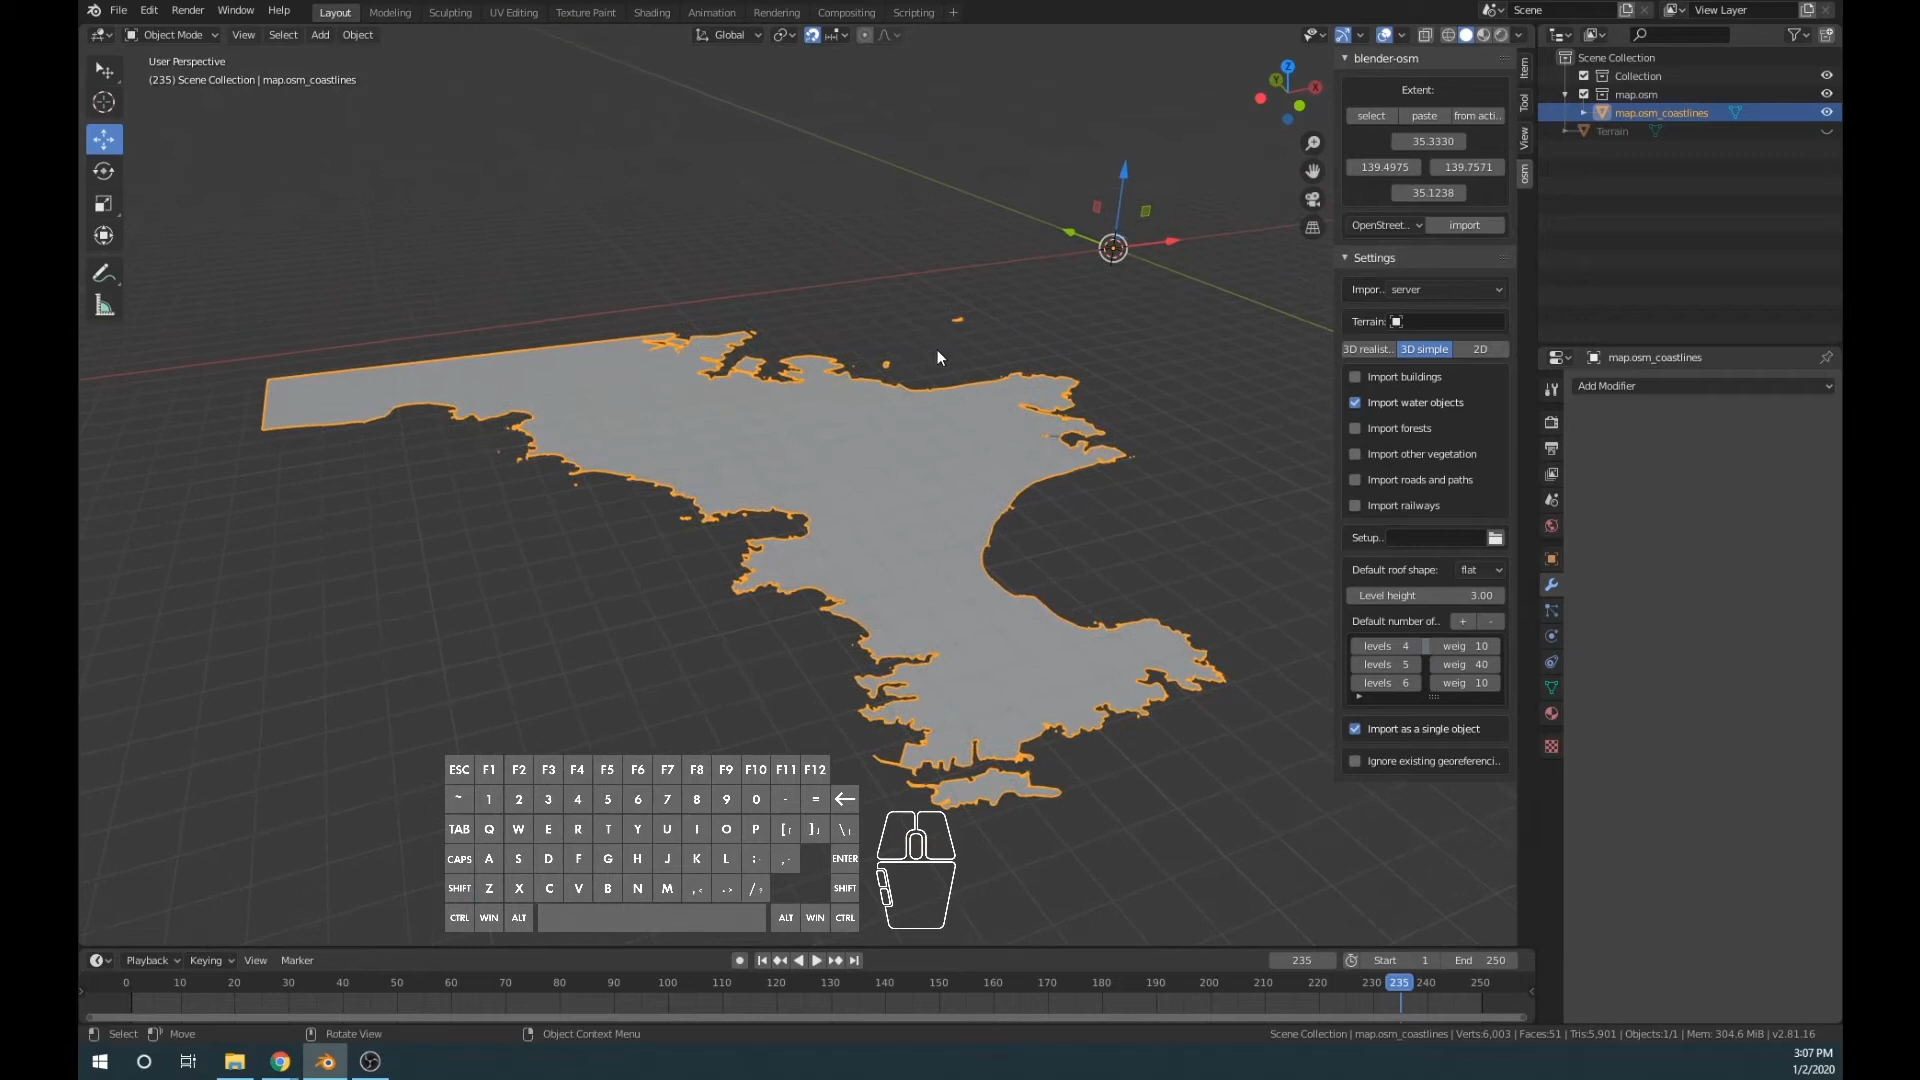 File Edit Render Window Help Layout Modeling Sculpting UV Editing Texture Paint Shading Animation Rendering Compositing Scripting + Scene View Layer
Object Mode View Select Add Object Global
User Perspective
(235) Scene Collection | map.osm_coastlines
Z
Y
X
blender-osm
Extent:
select paste from acti..
35.3330
139.4975 139.7571
35.1238
OpenStreet.. import
Settings
Impor.. server
Terrain:
3D realist.. 3D simple 2D
Import buildings
Import water objects
Import forests
Import other vegetation
Import roads and paths
Import railways
Setup..
Default roof shape: flat
Level height 3.00
Default number of.. + -
levels 4 weig 10
levels 5 weig 40
levels 6 weig 10
Import as a single object
Ignore existing georeferenci..
Item
Tool
View
osm
Scene Collection
Collection
map.osm
map.osm_coastlines
Terrain
map.osm_coastlines
Add Modifier
ESC F1 F2 F3 F4 F5 F6 F7 F8 F9 F10 F11 F12
~ 1 2 3 4 5 6 7 8 9 0 - =
TAB Q W E R T Y U I O P
CAPS A S D F G H J K L ENTER
SHIFT Z X C V B N M SHIFT
CTRL WIN ALT ALT WIN CTRL
Playback Keying View Marker 235 Start 1 End 250
0 10 20 30 40 50 60 70 80 90 100 110 120 130 140 150 160 170 180 190 200 210 220 230 235 240 250
Select Move Rotate View Object Context Menu Scene Collection | map.osm_coastlines | Verts:6,003 | Faces:51 | Tris:5,901 | Objects:1/1 | Mem: 304.6 MiB | v2.81.16
3:07 PM
1/2/2020